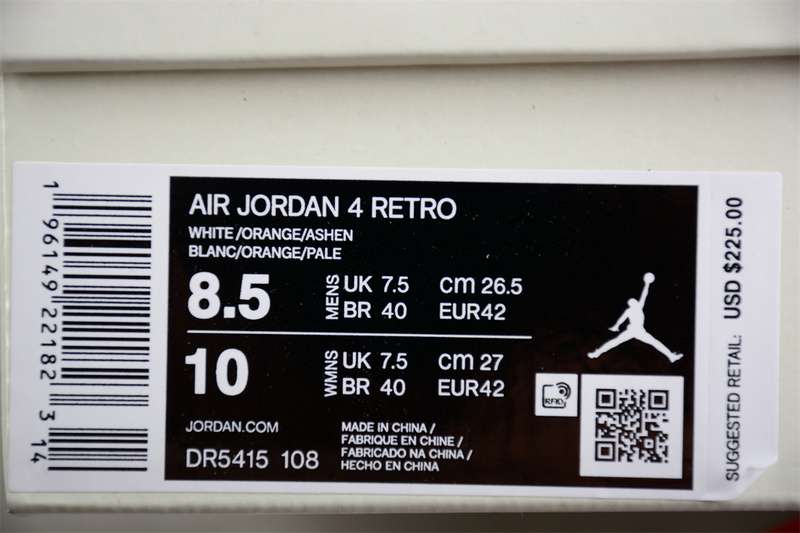 AIR JORDAN 4 RETRO
WHITE/ORANGE/ASHEN
BLANC/ORANGE/PALE
8.5 MENS UK 7.5 cm 26.5
BR 40 EUR42
10 WMNS UK 7.5 cm 27
BR 40 EUR42
RFID
JORDAN.COM
DR5415 108
MADE IN CHINA /
FABRIQUE EN CHINE /
FABRICADO NA CHINA /
HECHO EN CHINA
1 96149 22182 3 14
SUGGESTED RETAIL: USD $225.00